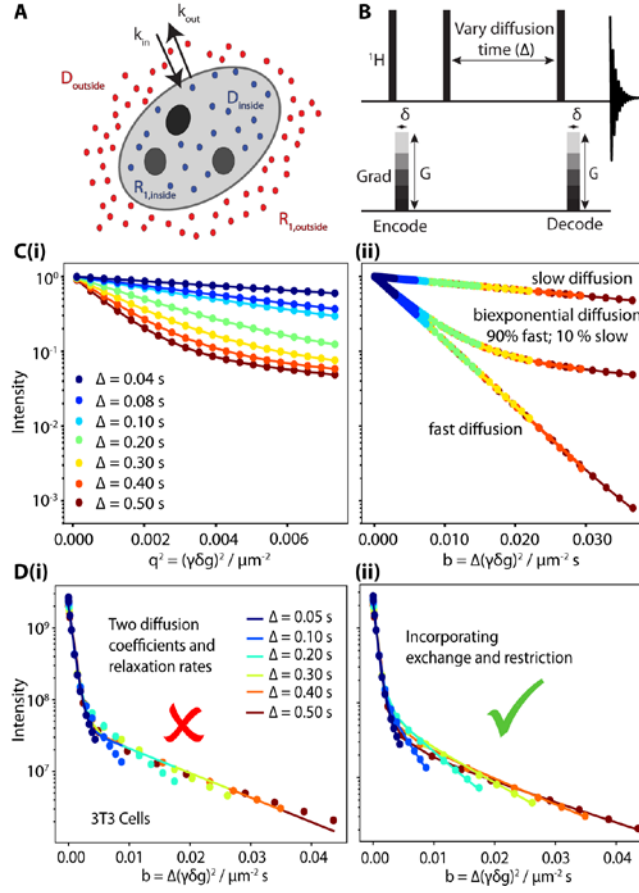 A
k_in
k_out
D_outside
D_inside
R_1,inside
R_1,outside
B
¹H
Vary diffusion
time (Δ)
δ
δ
Grad
G
G
Encode
Decode
C(i)
Intensity
10⁰
10⁻¹
10⁻²
10⁻³
Δ = 0.04 s
Δ = 0.08 s
Δ = 0.10 s
Δ = 0.20 s
Δ = 0.30 s
Δ = 0.40 s
Δ = 0.50 s
0.000 0.002 0.004 0.006
q² = (γδg)² / μm⁻²
(ii)
slow diffusion
biexponential diffusion
90% fast; 10 % slow
fast diffusion
0.000 0.010 0.020 0.030
b = Δ(γδg)² / μm⁻² s
D(i)
Intensity
10⁹
10⁸
10⁷
Two diffusion
coefficients and
relaxation rates
Δ = 0.05 s
Δ = 0.10 s
Δ = 0.20 s
Δ = 0.30 s
Δ = 0.40 s
Δ = 0.50 s
3T3 Cells
0.00 0.01 0.02 0.03 0.04
b = Δ(γδg)² / μm⁻² s
(ii)
Incorporating
exchange and restriction
0.00 0.01 0.02 0.03 0.04
b = Δ(γδg)² / μm⁻² s